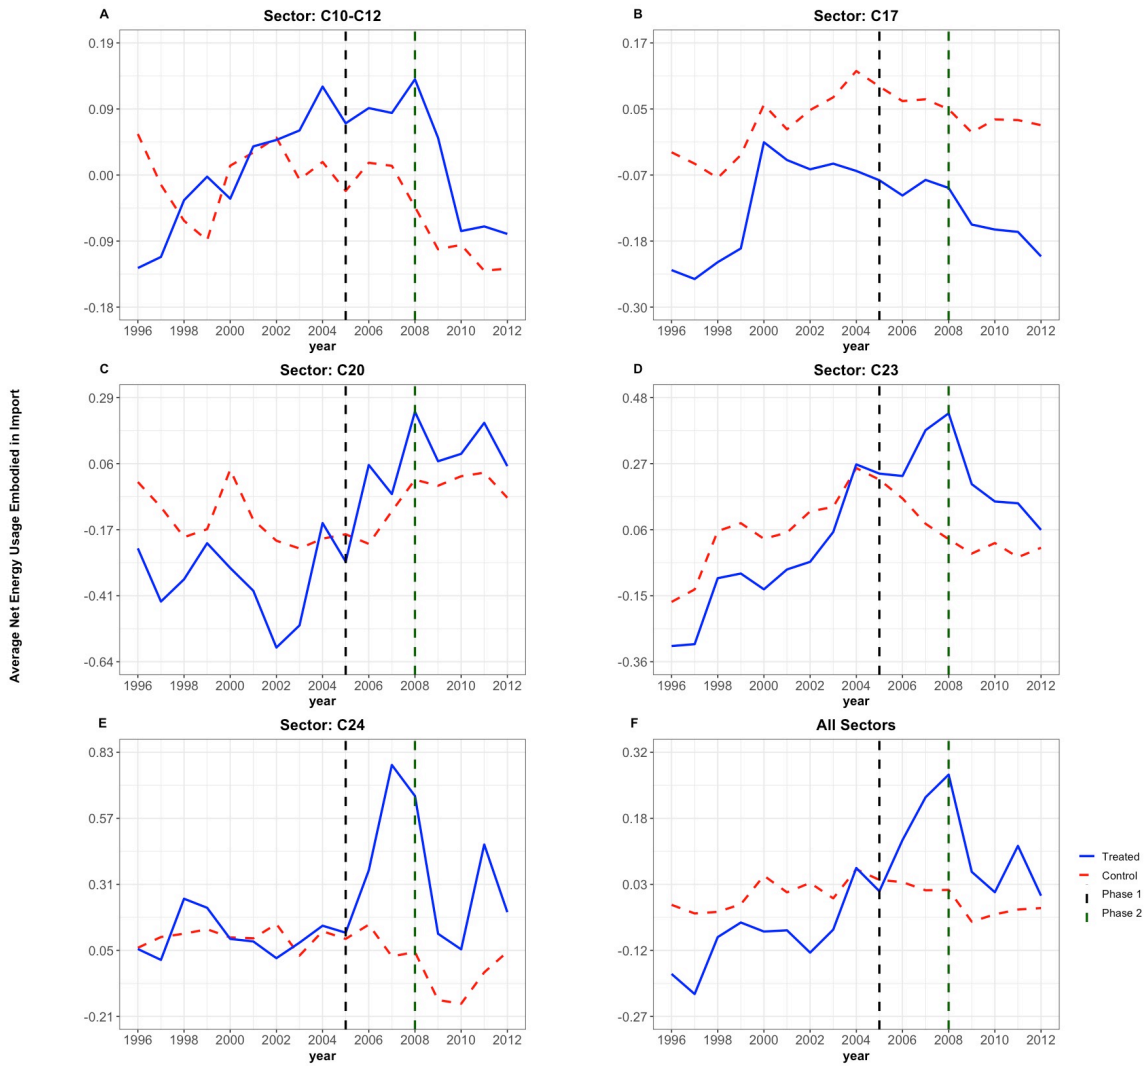 Average Net Energy Usage Embodied in Import
A
Sector: C10-C12
0.19
0.09
0.00
-0.09
-0.18
1996 1998 2000 2002 2004 2006 2008 2010 2012
year
B
Sector: C17
0.17
0.05
-0.07
-0.18
-0.30
1996 1998 2000 2002 2004 2006 2008 2010 2012
year
C
Sector: C20
0.29
0.06
-0.17
-0.41
-0.64
1996 1998 2000 2002 2004 2006 2008 2010 2012
year
D
Sector: C23
0.48
0.27
0.06
-0.15
-0.36
1996 1998 2000 2002 2004 2006 2008 2010 2012
year
E
Sector: C24
0.83
0.57
0.31
0.05
-0.21
1996 1998 2000 2002 2004 2006 2008 2010 2012
year
F
All Sectors
0.32
0.18
0.03
-0.12
-0.27
1996 1998 2000 2002 2004 2006 2008 2010 2012
year
Treated
Control
Phase 1
Phase 2